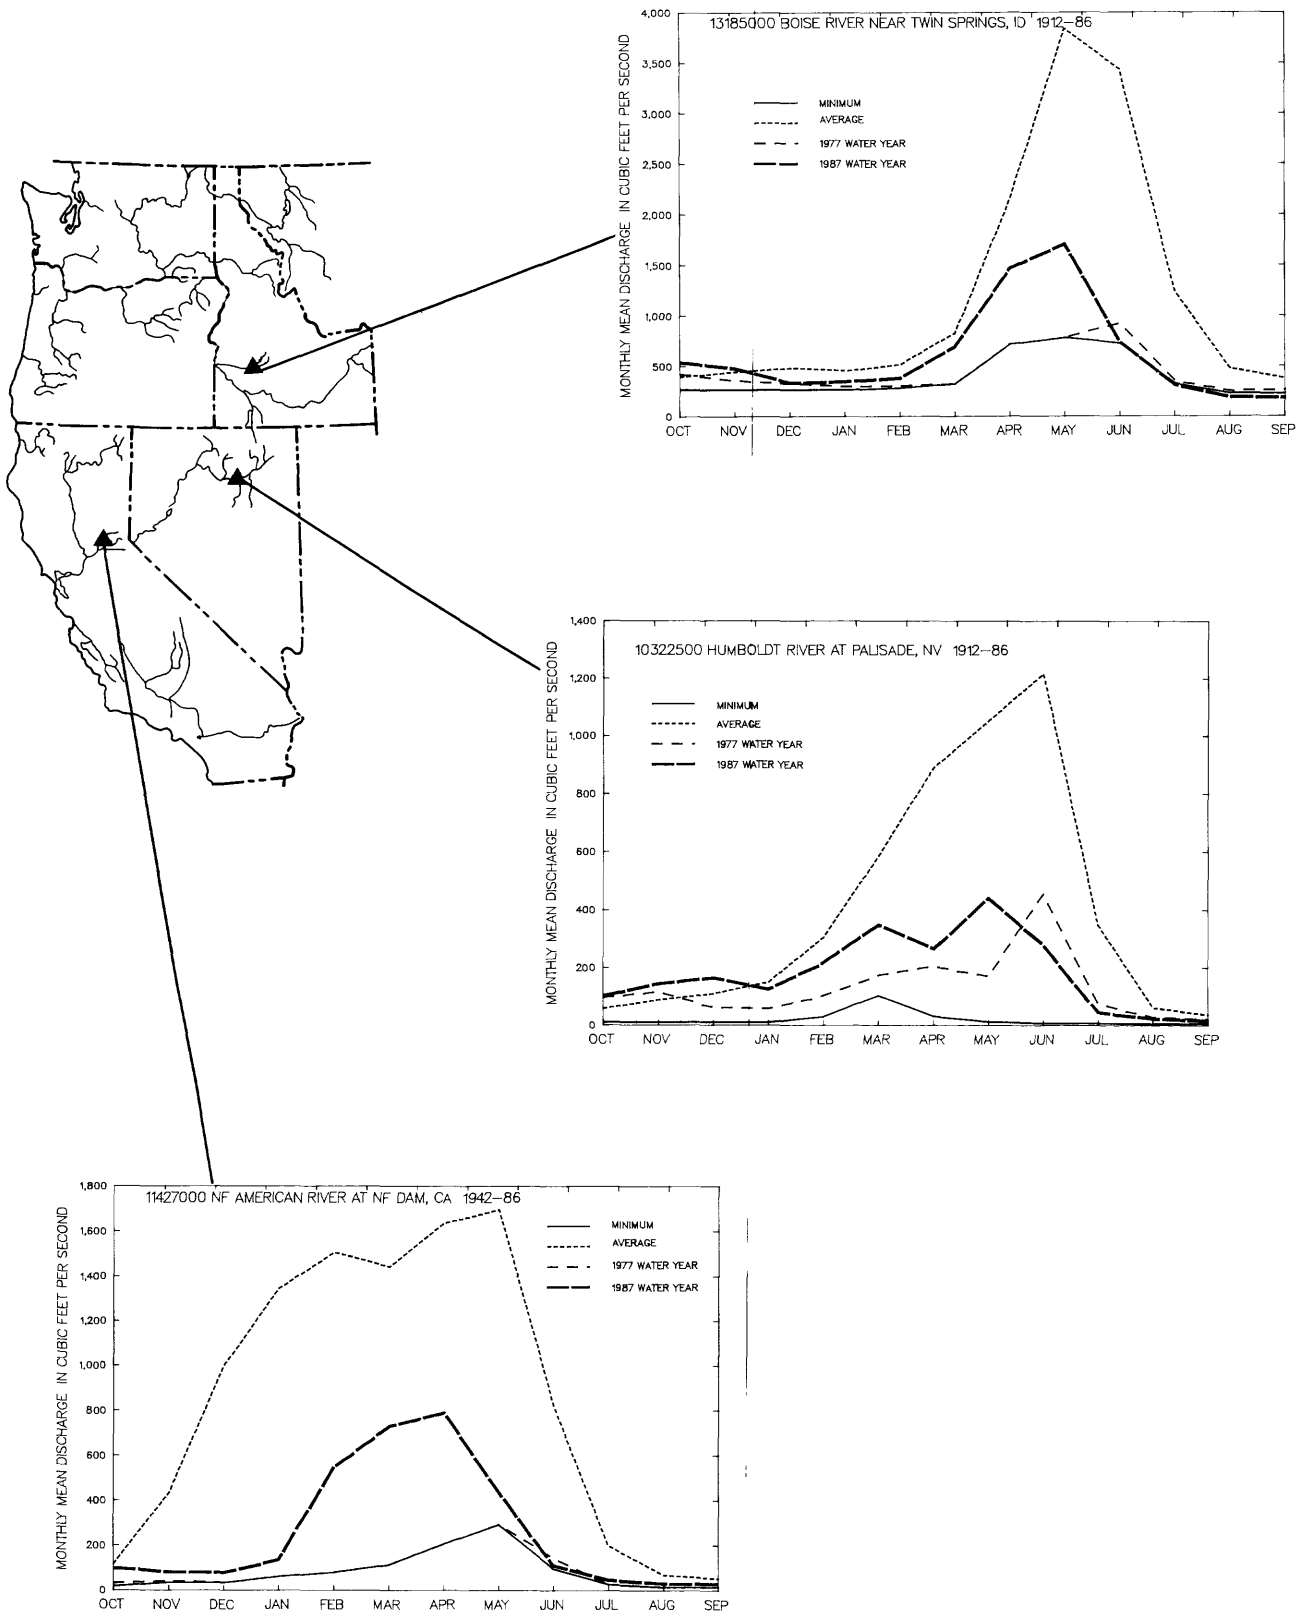 13185000 BOISE RIVER NEAR TWIN SPRINGS, ID 1912-86
MONTHLY MEAN DISCHARGE IN CUBIC FEET PER SECOND
4,000
3,500
3,000
2,500
2,000
1,500
1,000
500
0
MINIMUM
AVERAGE
1977 WATER YEAR
1987 WATER YEAR
OCT NOV DEC JAN FEB MAR APR MAY JUN JUL AUG SEP
10322500 HUMBOLDT RIVER AT PALISADE, NV 1912-86
MONTHLY MEAN DISCHARGE IN CUBIC FEET PER SECOND
1,400
1,200
1,000
800
600
400
200
0
MINIMUM
AVERAGE
1977 WATER YEAR
1987 WATER YEAR
OCT NOV DEC JAN FEB MAR APR MAY JUN JUL AUG SEP
11427000 NF AMERICAN RIVER AT NF DAM, CA 1942-86
MONTHLY MEAN DISCHARGE IN CUBIC FEET PER SECOND
1,800
1,600
1,400
1,200
1,000
800
600
400
200
0
MINIMUM
AVERAGE
1977 WATER YEAR
1987 WATER YEAR
OCT NOV DEC JAN FEB MAR APR MAY JUN JUL AUG SEP